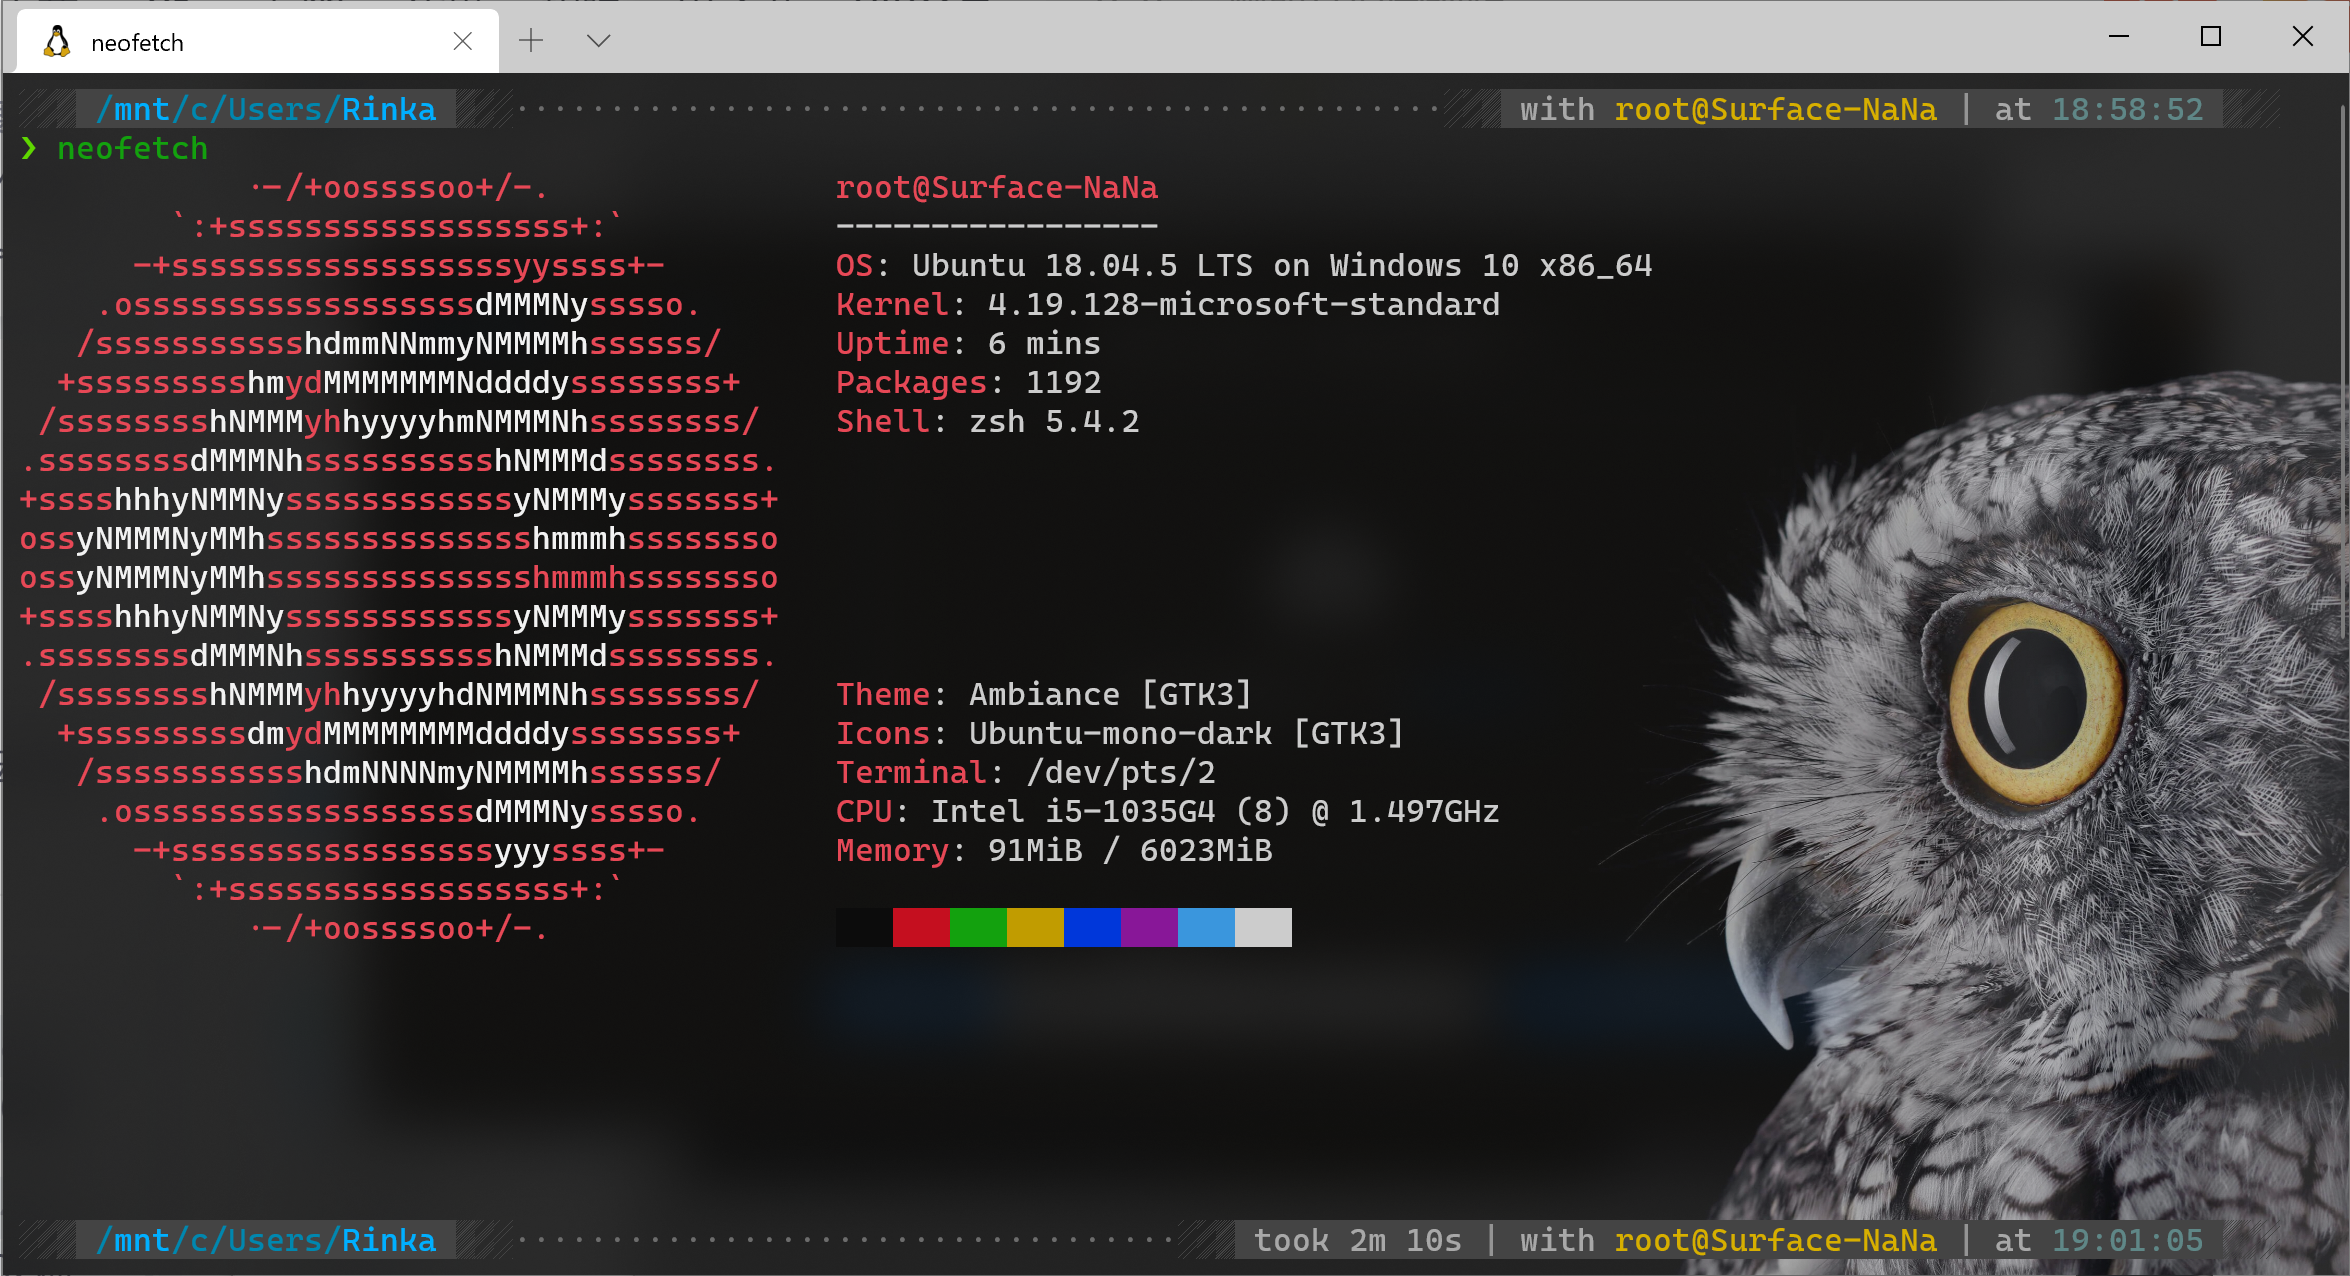 neofetch
/mnt/c/Users/Rinka with root@Surface-NaNa | at 18:58:52
❯ neofetch
.-/+oossssoo+/-. root@Surface-NaNa
`:+ssssssssssssssssss+:` -----------------
-+ssssssssssssssssssyyssss+- OS: Ubuntu 18.04.5 LTS on Windows 10 x86_64
.ossssssssssssssssssdMMMNysssso. Kernel: 4.19.128-microsoft-standard
/ssssssssssshdmmNNmmyNMMMMhssssss/ Uptime: 6 mins
+ssssssssshmydMMMMMMMNddddyssssssss+ Packages: 1192
/sssssssshNMMMyhhyyyyhmNMMMNhssssssss/ Shell: zsh 5.4.2
.ssssssssdMMMNhsssssssssshNMMMdssssssss.
+sssshhhyNMMNyssssssssssssyNMMMysssssss+
ossyNMMMNyMMhsssssssssssssshmmmhssssssso
ossyNMMMNyMMhsssssssssssssshmmmhssssssso
+sssshhhyNMMNyssssssssssssyNMMMysssssss+
.ssssssssdMMMNhsssssssssshNMMMdssssssss.
/sssssssshNMMMyhhyyyyhdNMMMNhssssssss/ Theme: Ambiance [GTK3]
+sssssssssdmydMMMMMMMMddddyssssssss+ Icons: Ubuntu-mono-dark [GTK3]
/ssssssssssshdmNNNNmyNMMMMhssssss/ Terminal: /dev/pts/2
.ossssssssssssssssssdMMMNysssso. CPU: Intel i5-1035G4 (8) @ 1.497GHz
-+sssssssssssssssssyyyssss+- Memory: 91MiB / 6023MiB
`:+ssssssssssssssssss+:`
.-/+oossssoo+/-.
/mnt/c/Users/Rinka took 2m 10s | with root@Surface-NaNa | at 19:01:05